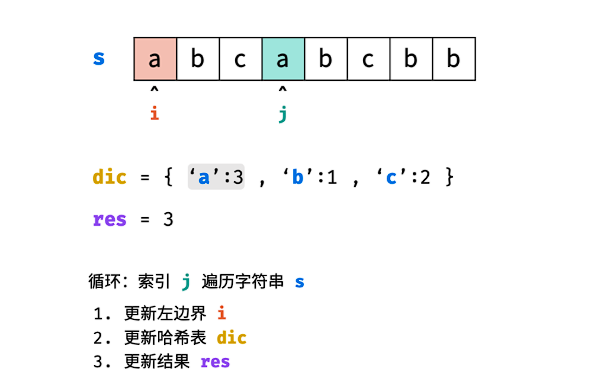 s a b c a b c b b
^ ^
i j
dic = { ‘a’:3 , ‘b’:1 , ‘c’:2 }
res = 3
循环：索引 j 遍历字符串 s
1. 更新左边界 i
2. 更新哈希表 dic
3. 更新结果 res